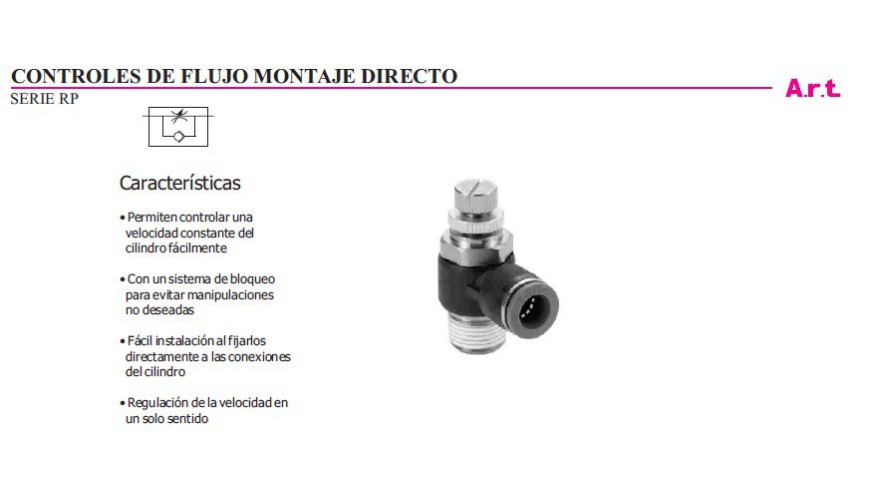 CONTROLES DE FLUJO MONTAJE DIRECTO
A.r.t.
SERIE RP
Características
• Permiten controlar una
velocidad constante del
cilindro fácilmente
• Con un sistema de bloqueo
para evitar manipulaciones
no deseadas
• Fácil instalación al fijarlos
directamente a las conexiones
del cilindro
• Regulación de la velocidad en
un solo sentido